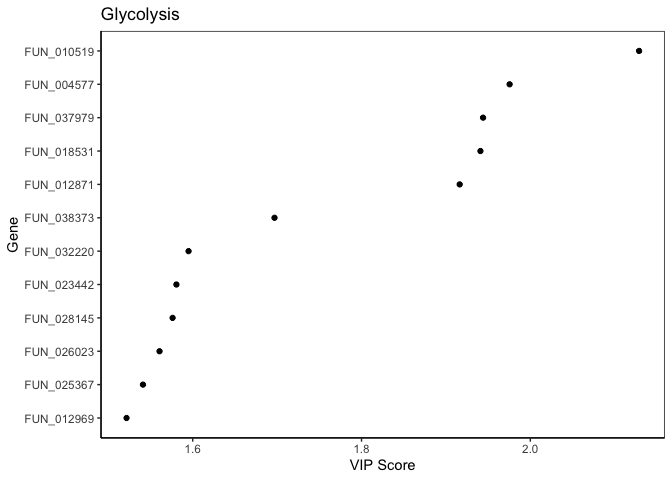 Glycolysis
FUN_010519
FUN_004577
FUN_037979
FUN_018531
FUN_012871
FUN_038373
FUN_032220
FUN_023442
FUN_028145
FUN_026023
FUN_025367
FUN_012969
Gene
1.6 1.8 2.0
VIP Score